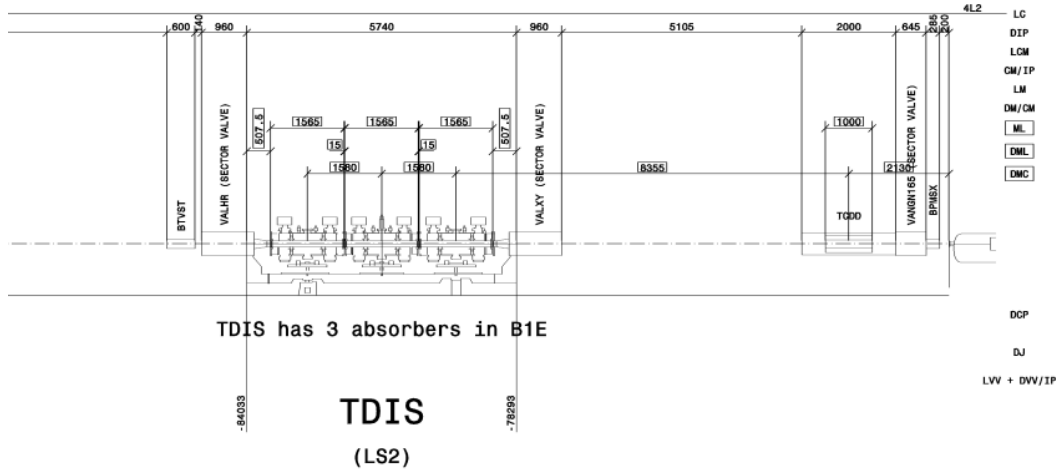 4L2
LC
600
140
960
5740
960
5105
2000
645
285
200
DIP
LCM
CM/IP
LM
DM/CM
507.5
1565
1565
1565
507.5
1000
ML
15
15
DML
1580
1580
8355
2130
DMC
BTVST
VALHR (SECTOR VALVE)
VALXY (SECTOR VALVE)
TCDD
VANGN165 (SECTOR VALVE)
BPMSX
TDIS has 3 absorbers in B1E
DCP
DJ
LVV + DVV/IP
-84033
TDIS
-78293
(LS2)